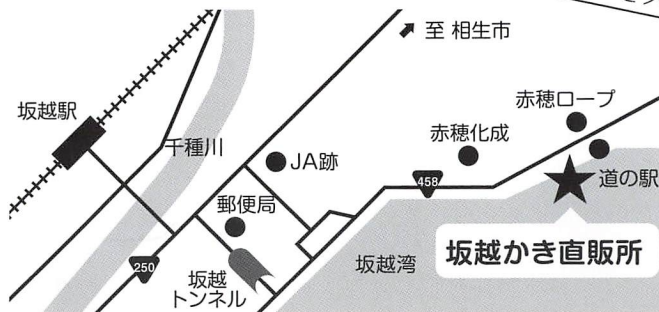 至 相生市
赤穂ロープ
坂越駅
赤穂化成
千種川
JA跡
道の駅
458
郵便局
坂越かき直販所
坂越湾
250
坂越
トンネル